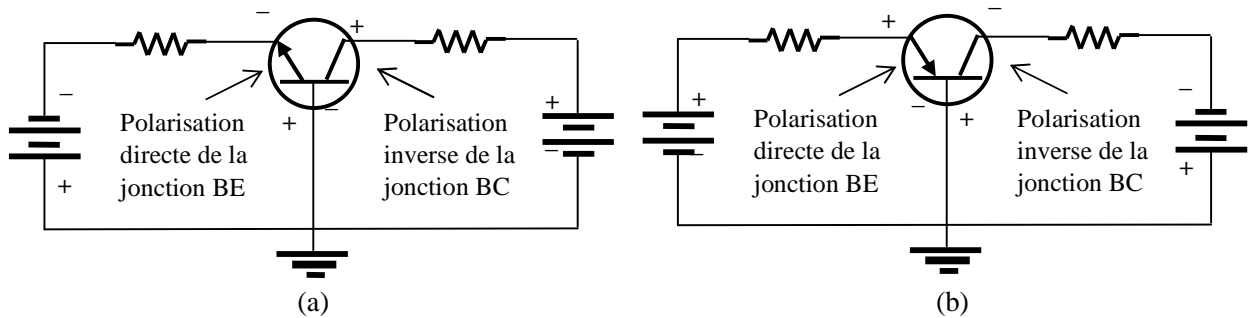 − + + −
− + + −
− + − +
Polarisation
directe de la
jonction BE
Polarisation
inverse de la
jonction BC
+ −
(a)
Polarisation
directe de la
jonction BE
Polarisation
inverse de la
jonction BC
− − + +
(b)